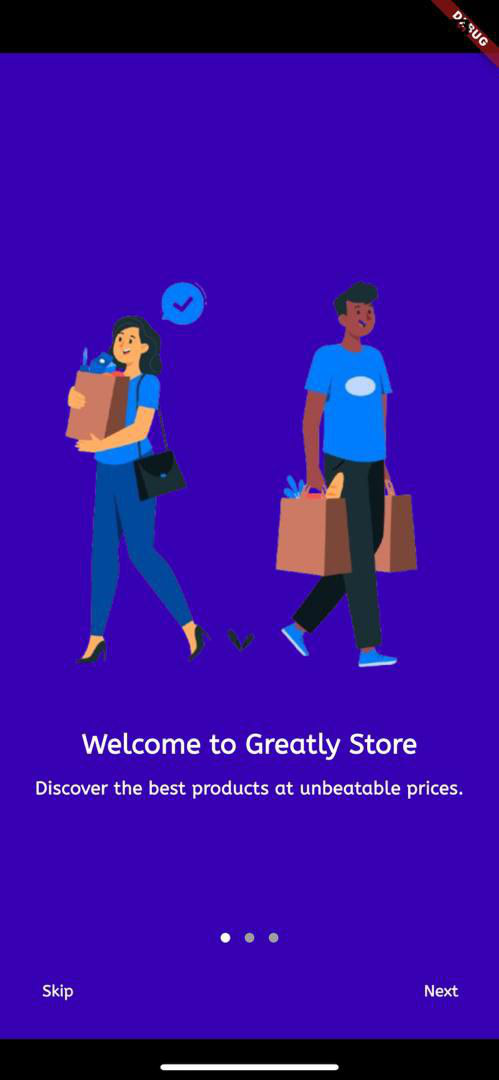 DEBUG
Welcome to Greatly Store
Discover the best products at unbeatable prices.
Skip
Next